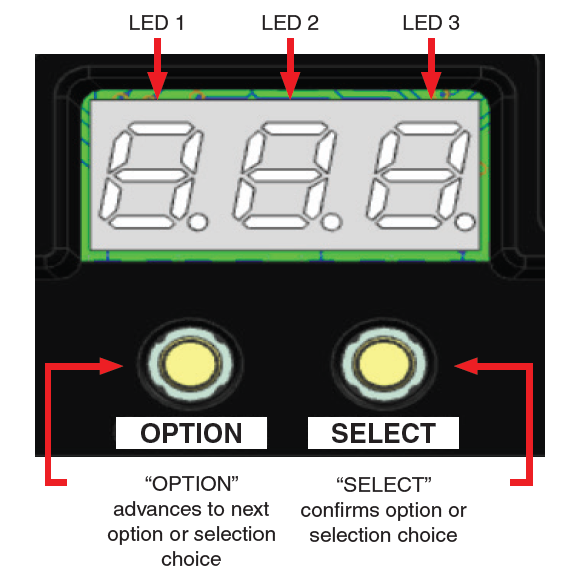 LED 1 LED 2 LED 3
OPTION SELECT
“OPTION”
advances to next
option or selection
choice
“SELECT”
confirms option or
selection choice